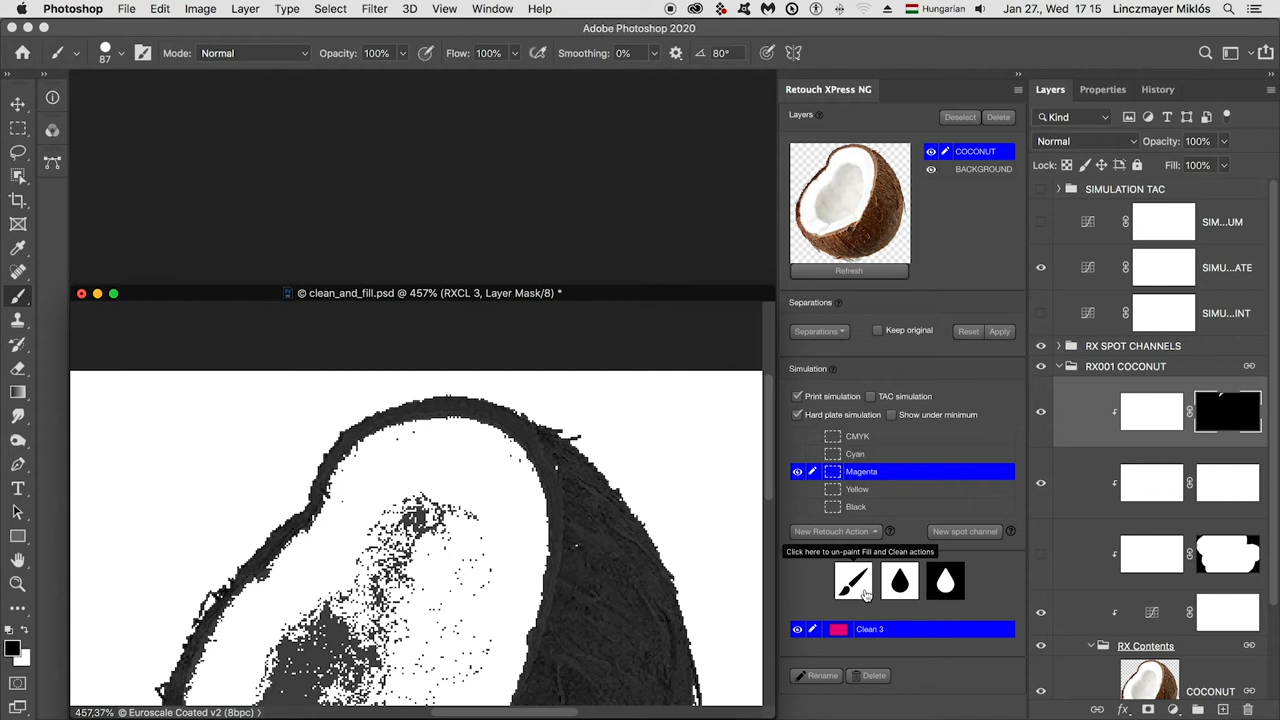 Photoshop File Edit Image Layer Type Select Filter 3D View Window Help Hungarian Jan 27., Wed 17 15 Linczmayer Miklós
Adobe Photoshop 2020
87 Mode: Normal Opacity: 100% Flow: 100% Smoothing: 0% 80°
Retouch XPress NG
Layers
Deselect Delete
COCONUT
BACKGROUND
Refresh
Separations
Separations Keep original Reset Apply
Simulation
Print simulation TAC simulation
Hard plate simulation Show under minimum
CMYK
Cyan
Magenta
Yellow
Black
New Retouch Action New spot channel
Click here to un-paint Fill and Clean actions
Clean 3
Rename Delete
Layers Properties History
Kind
Normal Opacity: 100%
Lock: Fill: 100%
SIMULATION TAC
SIM...UM
SIMU...ATE
SIMU...INT
RX SPOT CHANNELS
RX001 COCONUT
RX Contents
COCONUT
© clean_and_fill.psd @ 457% (RXCL 3, Layer Mask/8) *
457,37% © Euroscale Coated v2 (8bpc)